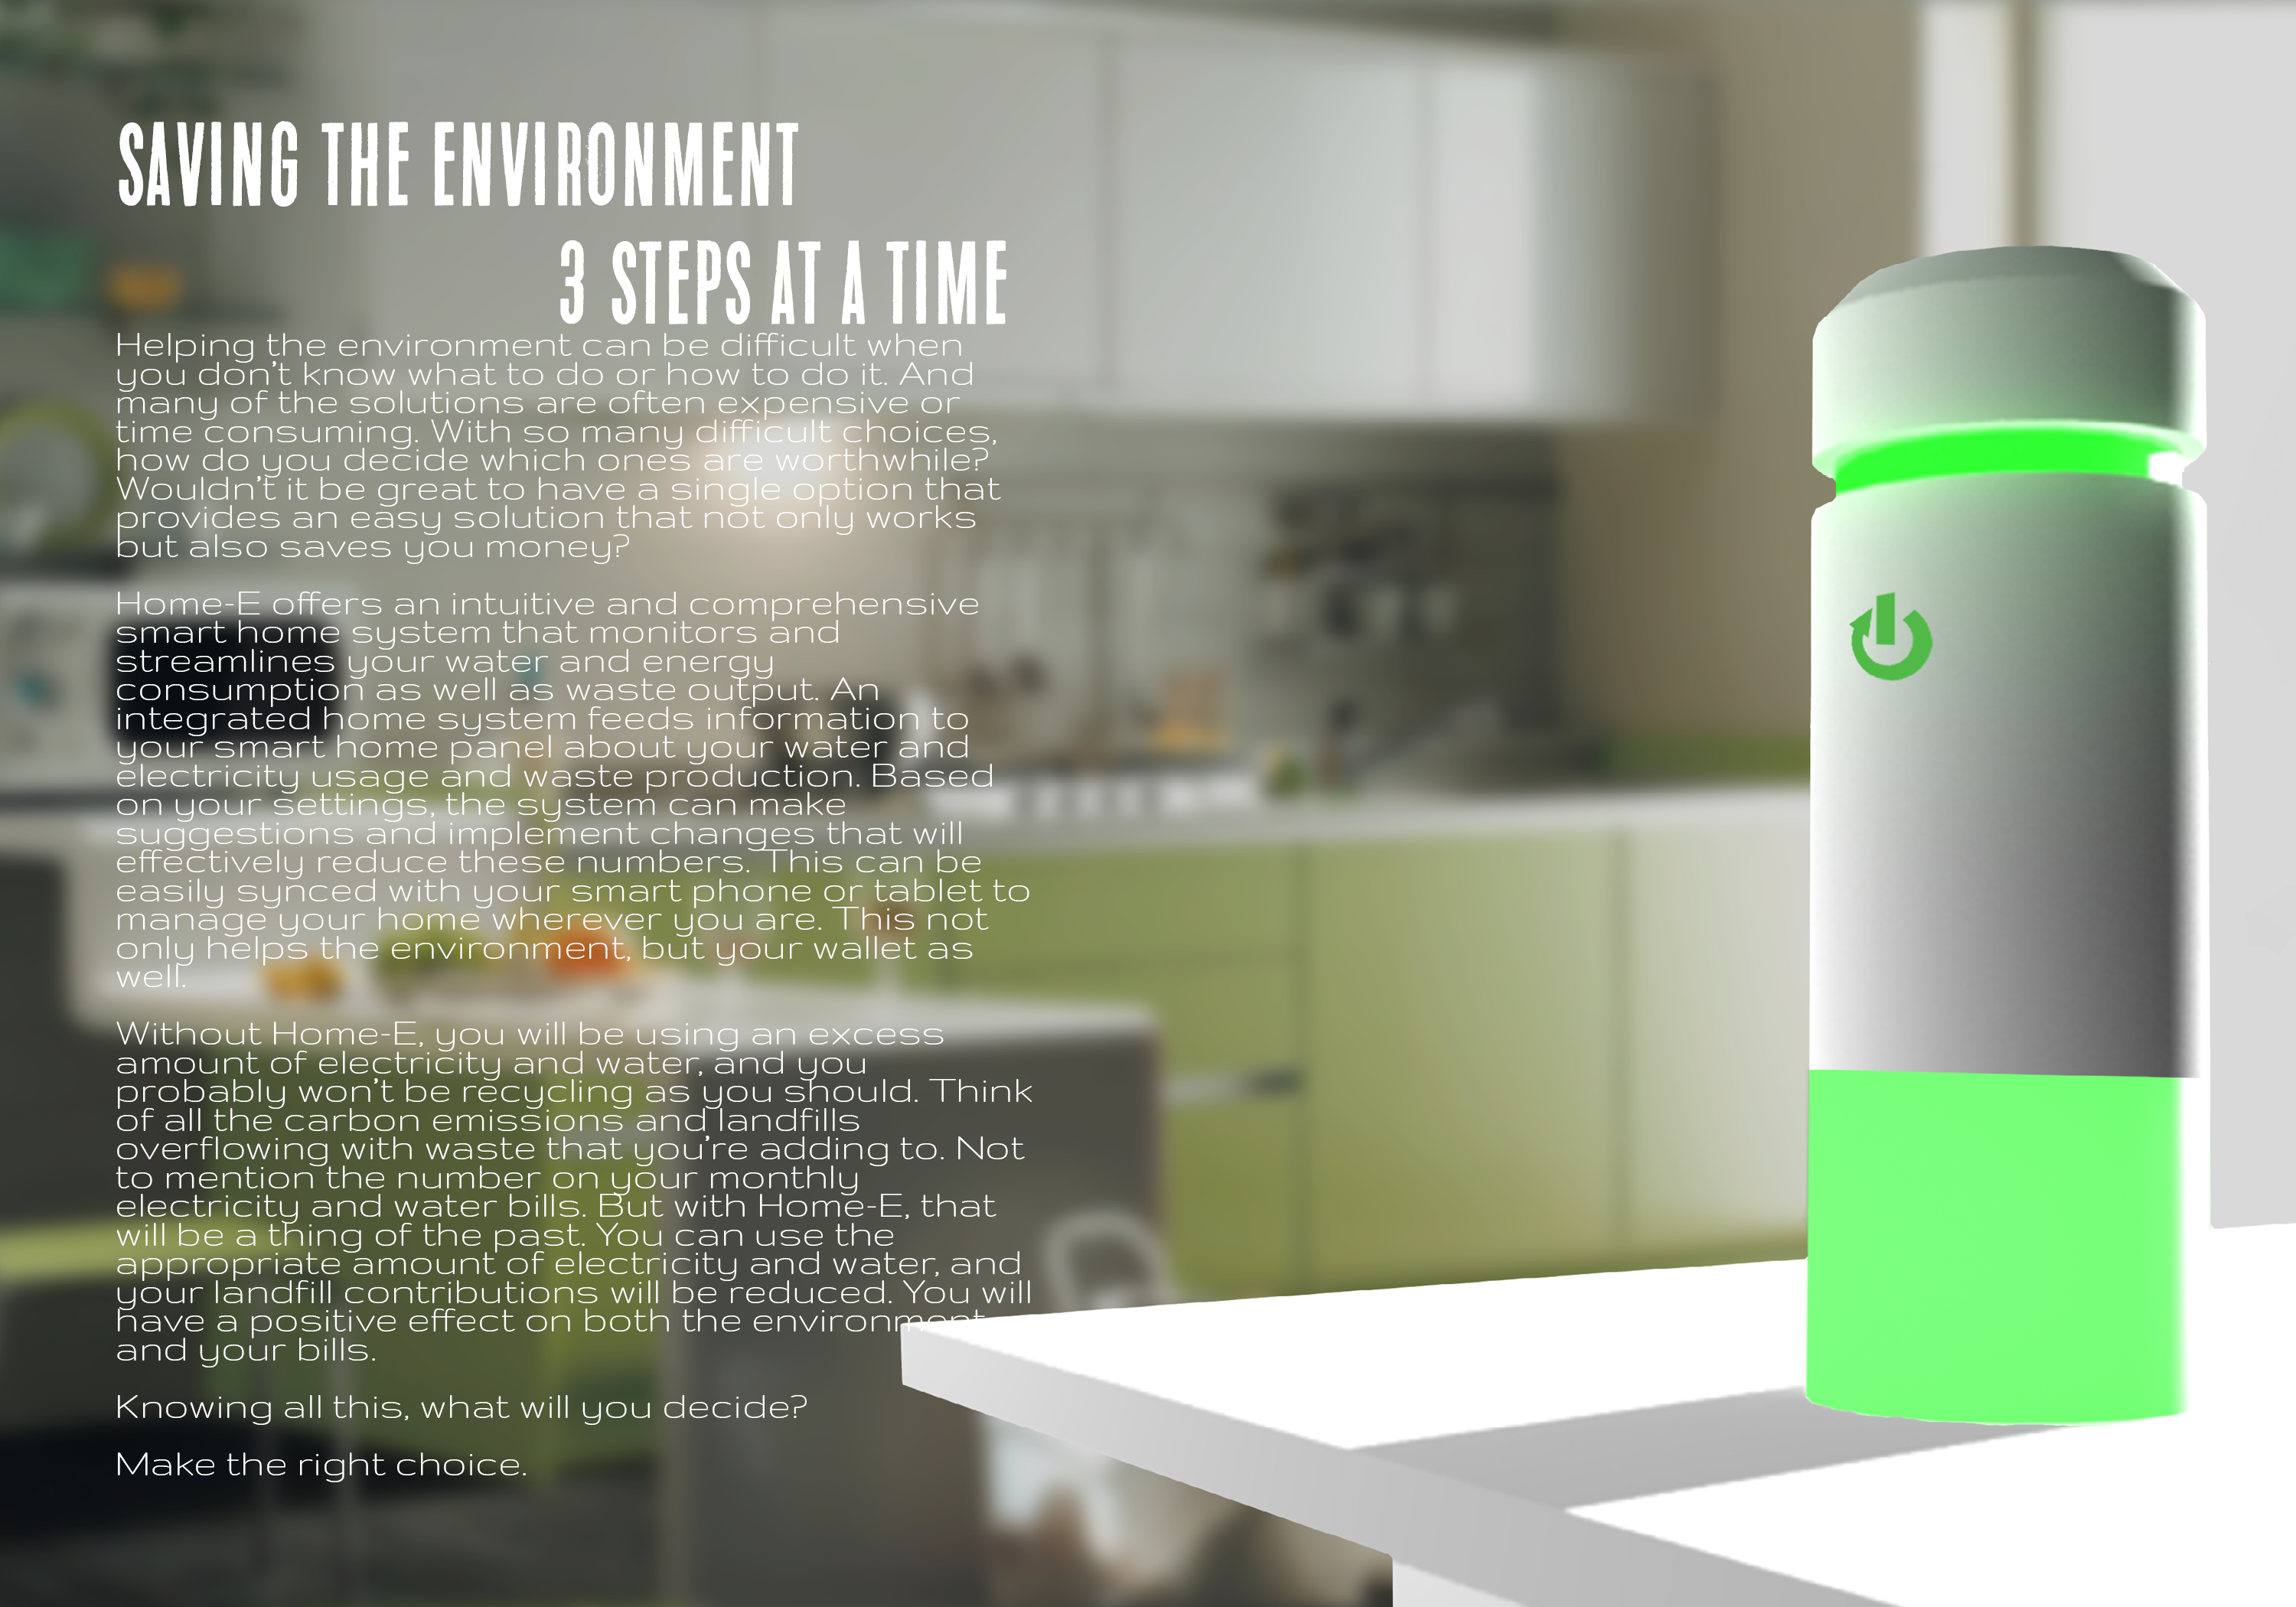 SAVING THE ENVIRONMENT
3 STEPS AT A TIME
Helping the environment can be difficult when
you don't know what to do or how to do it. And
many of the solutions are often expensive or
time consuming. With so many difficult choices,
how do you decide which ones are worthwhile?
Wouldn't it be great to have a single option that
provides an easy solution that not only works
but also saves you money?
Home-E offers an intuitive and comprehensive
smart home system that monitors and
streamlines your water and energy
consumption as well as waste output. An
integrated home system feeds information to
your smart home panel about your water and
electricity usage and waste production. Based
on your settings, the system can make
suggestions and implement changes that will
effectively reduce these numbers. This can be
easily synced with your smart phone or tablet to
manage your home wherever you are. This not
only helps the environment, but your wallet as
well.
Without Home-E, you will be using an excess
amount of electricity and water, and you
probably won't be recycling as you should. Think
of all the carbon emissions and landfills
overflowing with waste that you're adding to. Not
to mention the number on your monthly
electricity and water bills. But with Home-E, that
will be a thing of the past. You can use the
appropriate amount of electricity and water, and
your landfill contributions will be reduced. You will
have a positive effect on both the environment
and your bills.
Knowing all this, what will you decide?
Make the right choice.